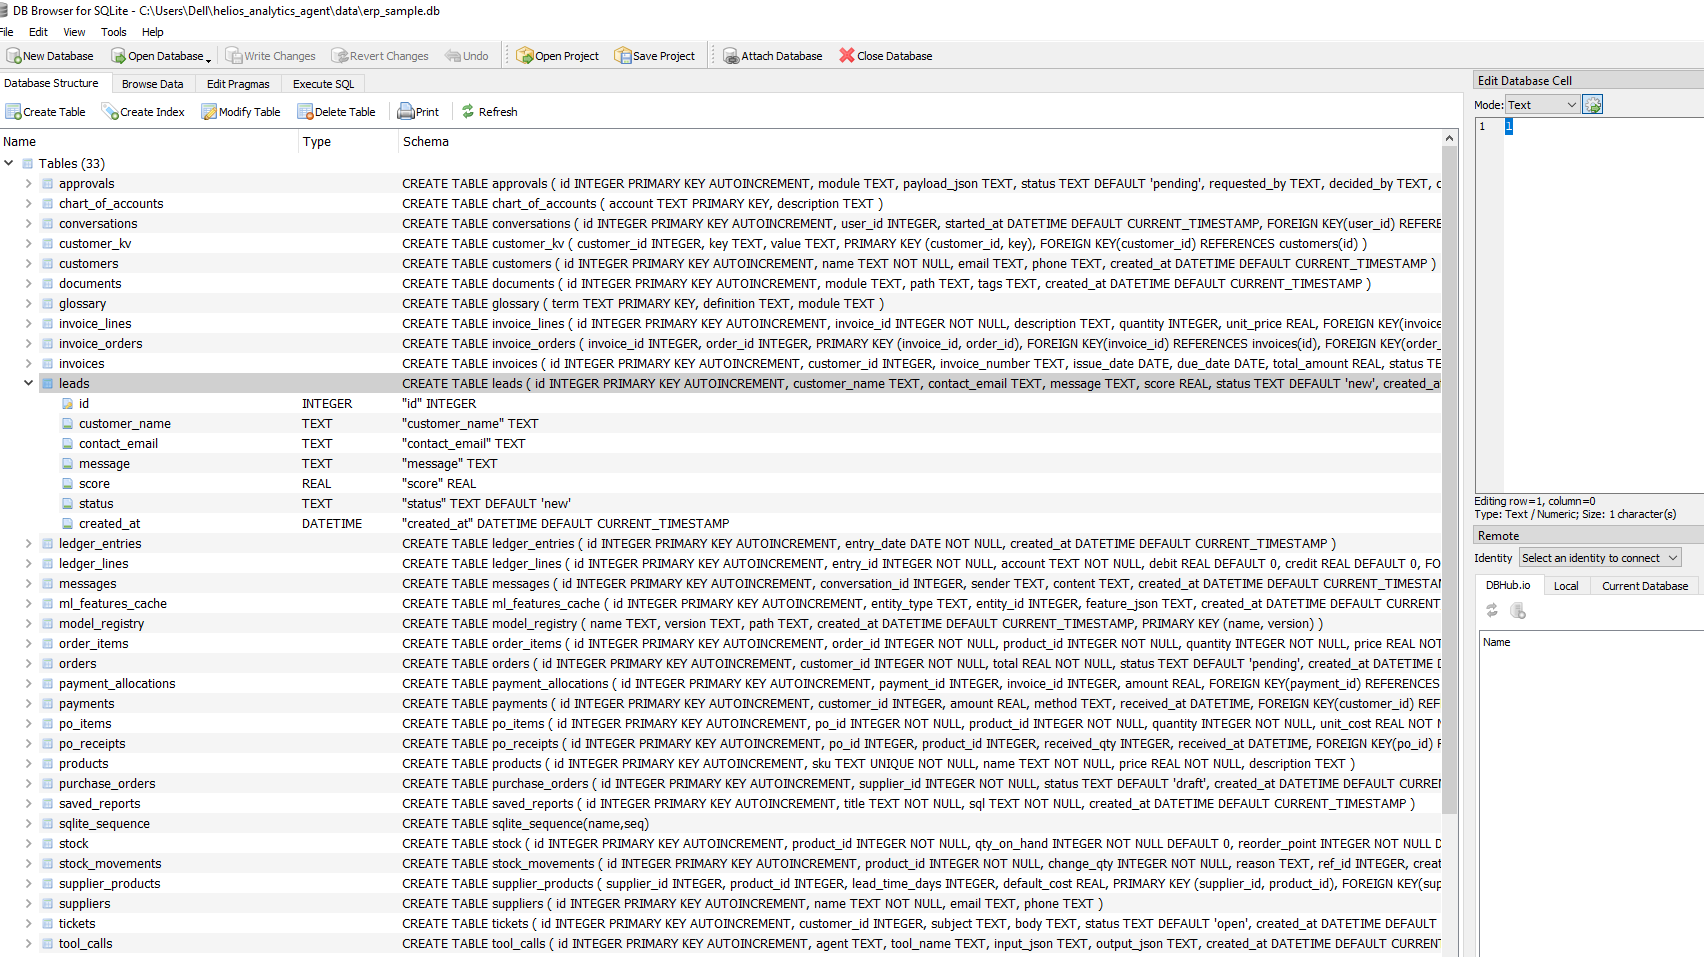 DB Browser for SQLite - C:\Users\Dell\helios_analytics_agent\data\erp_sample.db
File Edit View Tools Help
New Database Open Database Write Changes Revert Changes Undo Open Project Save Project Attach Database Close Database
Database Structure Browse Data Edit Pragmas Execute SQL
Create Table Create Index Modify Table Delete Table Print Refresh
Name Type Schema
Tables (33)
approvals CREATE TABLE approvals ( id INTEGER PRIMARY KEY AUTOINCREMENT, module TEXT, payload_json TEXT, status TEXT DEFAULT 'pending', requested_by TEXT, decided_by TEXT, c
chart_of_accounts CREATE TABLE chart_of_accounts ( account TEXT PRIMARY KEY, description TEXT )
conversations CREATE TABLE conversations ( id INTEGER PRIMARY KEY AUTOINCREMENT, user_id INTEGER, started_at DATETIME DEFAULT CURRENT_TIMESTAMP, FOREIGN KEY(user_id) REFERE
customer_kv CREATE TABLE customer_kv ( customer_id INTEGER, key TEXT, value TEXT, PRIMARY KEY (customer_id, key), FOREIGN KEY(customer_id) REFERENCES customers(id) )
customers CREATE TABLE customers ( id INTEGER PRIMARY KEY AUTOINCREMENT, name TEXT NOT NULL, email TEXT, phone TEXT, created_at DATETIME DEFAULT CURRENT_TIMESTAMP )
documents CREATE TABLE documents ( id INTEGER PRIMARY KEY AUTOINCREMENT, module TEXT, path TEXT, tags TEXT, created_at DATETIME DEFAULT CURRENT_TIMESTAMP )
glossary CREATE TABLE glossary ( term TEXT PRIMARY KEY, definition TEXT, module TEXT )
invoice_lines CREATE TABLE invoice_lines ( id INTEGER PRIMARY KEY AUTOINCREMENT, invoice_id INTEGER NOT NULL, description TEXT, quantity INTEGER, unit_price REAL, FOREIGN KEY(invoice
invoice_orders CREATE TABLE invoice_orders ( invoice_id INTEGER, order_id INTEGER, PRIMARY KEY (invoice_id, order_id), FOREIGN KEY(invoice_id) REFERENCES invoices(id), FOREIGN KEY(order_
invoices CREATE TABLE invoices ( id INTEGER PRIMARY KEY AUTOINCREMENT, customer_id INTEGER, invoice_number TEXT, issue_date DATE, due_date DATE, total_amount REAL, status TE
leads CREATE TABLE leads ( id INTEGER PRIMARY KEY AUTOINCREMENT, customer_name TEXT, contact_email TEXT, message TEXT, score REAL, status TEXT DEFAULT 'new', created_a
id INTEGER "id" INTEGER
customer_name TEXT "customer_name" TEXT
contact_email TEXT "contact_email" TEXT
message TEXT "message" TEXT
score REAL "score" REAL
status TEXT "status" TEXT DEFAULT 'new'
created_at DATETIME "created_at" DATETIME DEFAULT CURRENT_TIMESTAMP
ledger_entries CREATE TABLE ledger_entries ( id INTEGER PRIMARY KEY AUTOINCREMENT, entry_date DATE NOT NULL, created_at DATETIME DEFAULT CURRENT_TIMESTAMP )
ledger_lines CREATE TABLE ledger_lines ( id INTEGER PRIMARY KEY AUTOINCREMENT, entry_id INTEGER NOT NULL, account TEXT NOT NULL, debit REAL DEFAULT 0, credit REAL DEFAULT 0, FO
messages CREATE TABLE messages ( id INTEGER PRIMARY KEY AUTOINCREMENT, conversation_id INTEGER, sender TEXT, content TEXT, created_at DATETIME DEFAULT CURRENT_TIMESTAM
ml_features_cache CREATE TABLE ml_features_cache ( id INTEGER PRIMARY KEY AUTOINCREMENT, entity_type TEXT, entity_id INTEGER, feature_json TEXT, created_at DATETIME DEFAULT CURRENT
model_registry CREATE TABLE model_registry ( name TEXT, version TEXT, path TEXT, created_at DATETIME DEFAULT CURRENT_TIMESTAMP, PRIMARY KEY (name, version) )
order_items CREATE TABLE order_items ( id INTEGER PRIMARY KEY AUTOINCREMENT, order_id INTEGER NOT NULL, product_id INTEGER NOT NULL, quantity INTEGER NOT NULL, price REAL NOT
orders CREATE TABLE orders ( id INTEGER PRIMARY KEY AUTOINCREMENT, customer_id INTEGER NOT NULL, total REAL NOT NULL, status TEXT DEFAULT 'pending', created_at DATETIME D
payment_allocations CREATE TABLE payment_allocations ( id INTEGER PRIMARY KEY AUTOINCREMENT, payment_id INTEGER, invoice_id INTEGER, amount REAL, FOREIGN KEY(payment_id) REFERENCES
payments CREATE TABLE payments ( id INTEGER PRIMARY KEY AUTOINCREMENT, customer_id INTEGER, amount REAL, method TEXT, received_at DATETIME, FOREIGN KEY(customer_id) REF
po_items CREATE TABLE po_items ( id INTEGER PRIMARY KEY AUTOINCREMENT, po_id INTEGER NOT NULL, product_id INTEGER NOT NULL, quantity INTEGER NOT NULL, unit_cost REAL NOT N
po_receipts CREATE TABLE po_receipts ( id INTEGER PRIMARY KEY AUTOINCREMENT, po_id INTEGER, product_id INTEGER, received_qty INTEGER, received_at DATETIME, FOREIGN KEY(po_id) R
products CREATE TABLE products ( id INTEGER PRIMARY KEY AUTOINCREMENT, sku TEXT UNIQUE NOT NULL, name TEXT NOT NULL, price REAL NOT NULL, description TEXT )
purchase_orders CREATE TABLE purchase_orders ( id INTEGER PRIMARY KEY AUTOINCREMENT, supplier_id INTEGER NOT NULL, status TEXT DEFAULT 'draft', created_at DATETIME DEFAULT CURREN
saved_reports CREATE TABLE saved_reports ( id INTEGER PRIMARY KEY AUTOINCREMENT, title TEXT NOT NULL, sql TEXT NOT NULL, created_at DATETIME DEFAULT CURRENT_TIMESTAMP )
sqlite_sequence CREATE TABLE sqlite_sequence(name,seq)
stock CREATE TABLE stock ( id INTEGER PRIMARY KEY AUTOINCREMENT, product_id INTEGER NOT NULL, qty_on_hand INTEGER NOT NULL DEFAULT 0, reorder_point INTEGER NOT NULL D
stock_movements CREATE TABLE stock_movements ( id INTEGER PRIMARY KEY AUTOINCREMENT, product_id INTEGER NOT NULL, change_qty INTEGER NOT NULL, reason TEXT, ref_id INTEGER, creat
supplier_products CREATE TABLE supplier_products ( supplier_id INTEGER, product_id INTEGER, lead_time_days INTEGER, default_cost REAL, PRIMARY KEY (supplier_id, product_id), FOREIGN KEY(sup
suppliers CREATE TABLE suppliers ( id INTEGER PRIMARY KEY AUTOINCREMENT, name TEXT NOT NULL, email TEXT, phone TEXT )
tickets CREATE TABLE tickets ( id INTEGER PRIMARY KEY AUTOINCREMENT, customer_id INTEGER, subject TEXT, body TEXT, status TEXT DEFAULT 'open', created_at DATETIME DEFAULT
tool_calls CREATE TABLE tool_calls ( id INTEGER PRIMARY KEY AUTOINCREMENT, agent TEXT, tool_name TEXT, input_json TEXT, output_json TEXT, created_at DATETIME DEFAULT CURRENT
Edit Database Cell
Mode: Text
1 1
Editing row=1, column=0
Type: Text / Numeric; Size: 1 character(s)
Remote
Identity Select an identity to connect
DBHub.io Local Current Database
Name